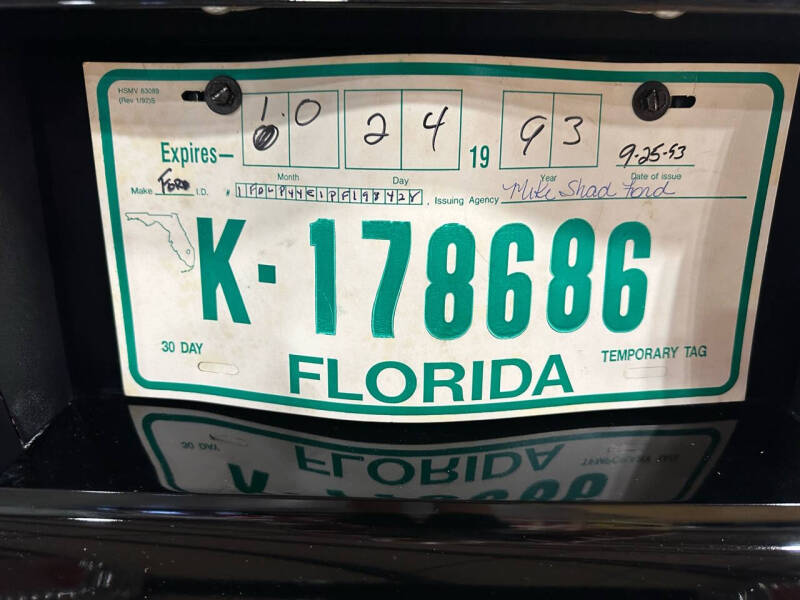 HSMV 83089
(Rev 1/92)S
Expires— 10 24 19 93 9-25-93
Month Day Year Date of issue
Make Ford I.D. # Issuing Agency Mike Shad Ford
K-178686
30 DAY TEMPORARY TAG
FLORIDA